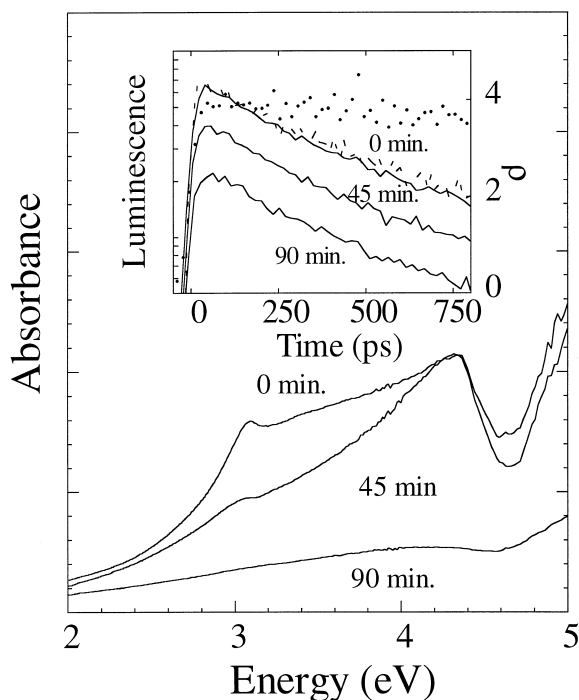 Luminescence
4
2
0
d
0 min.
45 min.
90 min.
0 250 500 750
Time (ps)
Absorbance
0 min.
45 min
90 min.
2 3 4 5
Energy (eV)